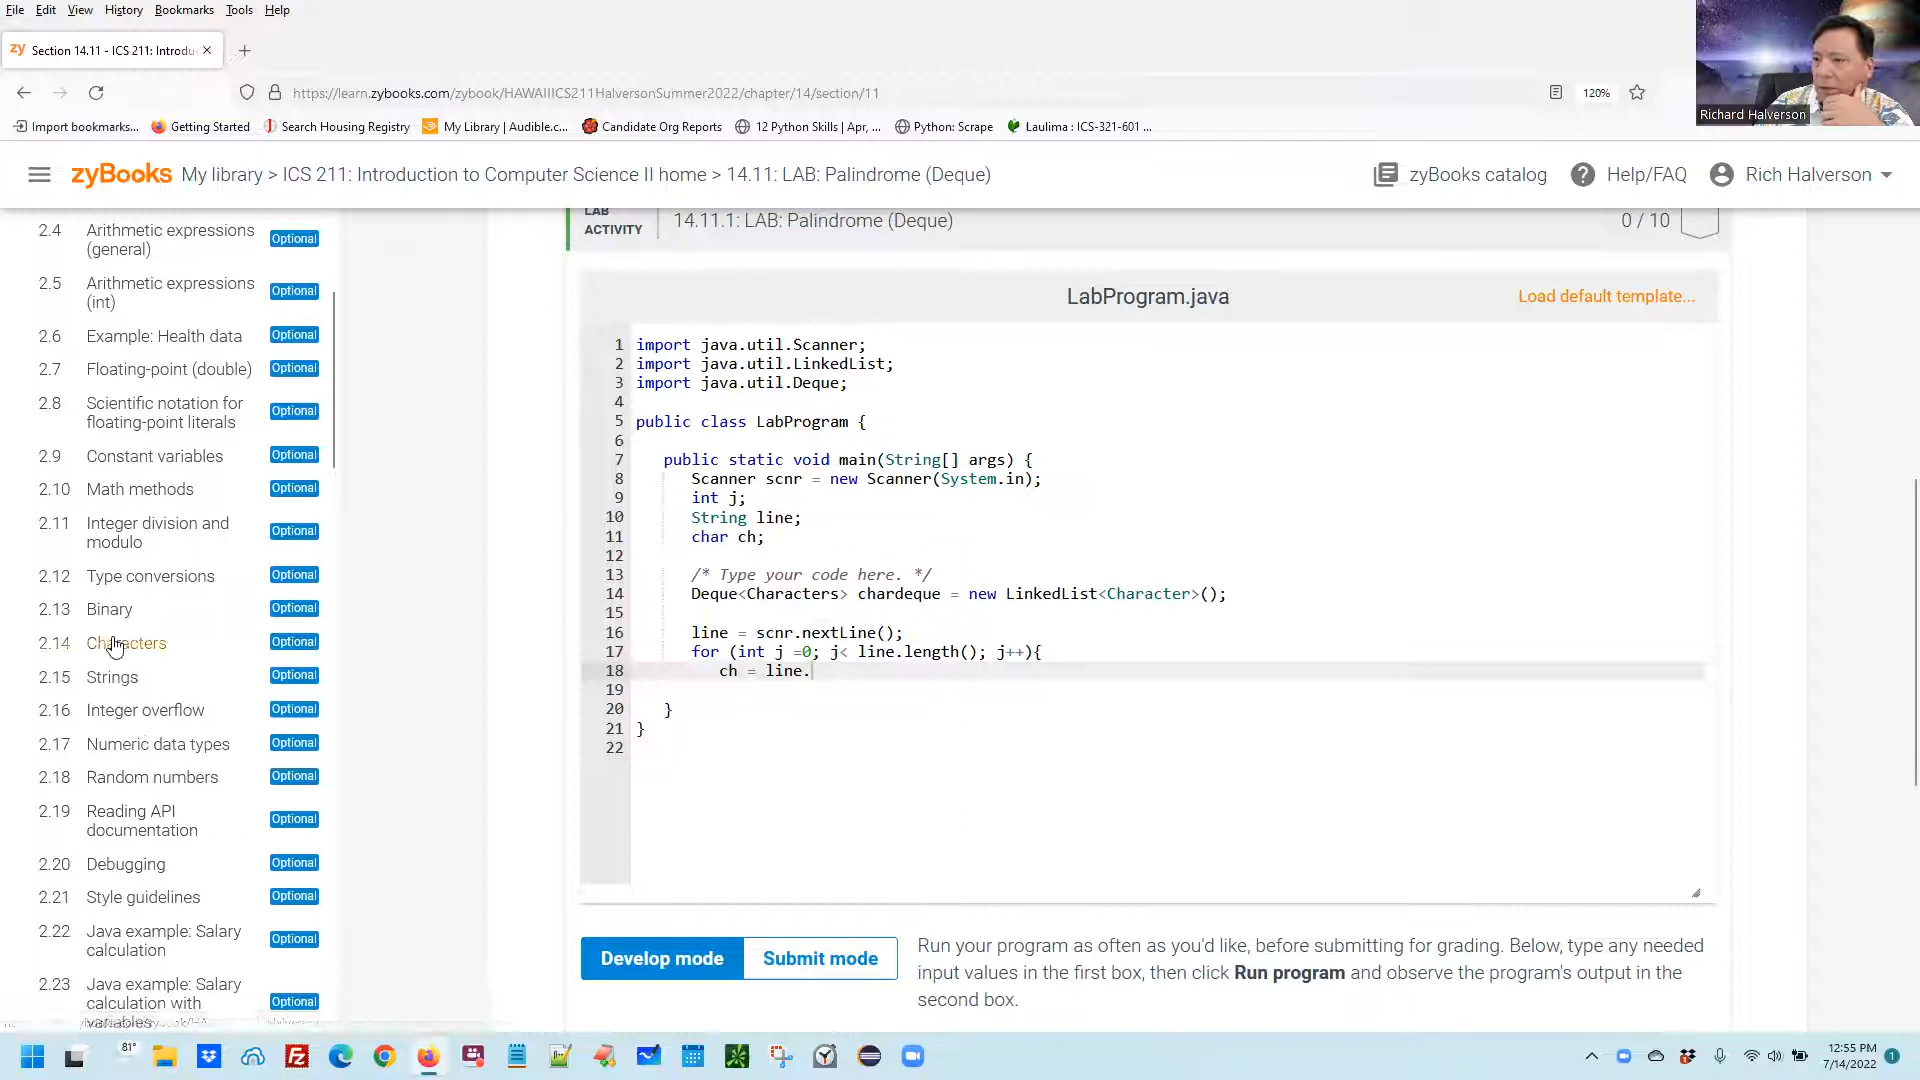 File Edit View History Bookmarks Tools Help
zy Section 14.11 - ICS 211: Introdu
https://learn.zybooks.com/zybook/HAWAIIICS211HalversonSummer2022/chapter/14/section/11
120%
Richard Halverson
Import bookmarks... Getting Started Search Housing Registry My Library | Audible.c... Candidate Org Reports 12 Python Skills | Apr, ... Python: Scrape Laulima : ICS-321-601 ...
zyBooks My library > ICS 211: Introduction to Computer Science II home > 14.11: LAB: Palindrome (Deque) zyBooks catalog Help/FAQ Rich Halverson
2.4 Arithmetic expressions (general) Optional
2.5 Arithmetic expressions (int) Optional
2.6 Example: Health data Optional
2.7 Floating-point (double) Optional
2.8 Scientific notation for floating-point literals Optional
2.9 Constant variables Optional
2.10 Math methods Optional
2.11 Integer division and modulo Optional
2.12 Type conversions Optional
2.13 Binary Optional
2.14 Characters Optional
2.15 Strings Optional
2.16 Integer overflow Optional
2.17 Numeric data types Optional
2.18 Random numbers Optional
2.19 Reading API documentation Optional
2.20 Debugging Optional
2.21 Style guidelines Optional
2.22 Java example: Salary calculation Optional
2.23 Java example: Salary calculation with variables Optional
LAB ACTIVITY 14.11.1: LAB: Palindrome (Deque) 0 / 10
LabProgram.java Load default template...
1 import java.util.Scanner;
2 import java.util.LinkedList;
3 import java.util.Deque;
4
5 public class LabProgram {
6
7 public static void main(String[] args) {
8 Scanner scnr = new Scanner(System.in);
9 int j;
10 String line;
11 char ch;
12
13 /* Type your code here. */
14 Deque<Characters> chardeque = new LinkedList<Character>();
15
16 line = scnr.nextLine();
17 for (int j =0; j< line.length(); j++){
18 ch = line.
19
20 }
21 }
22
Develop mode Submit mode
Run your program as often as you'd like, before submitting for grading. Below, type any needed
input values in the first box, then click Run program and observe the program's output in the
second box.
81°
12:55 PM
7/14/2022
1